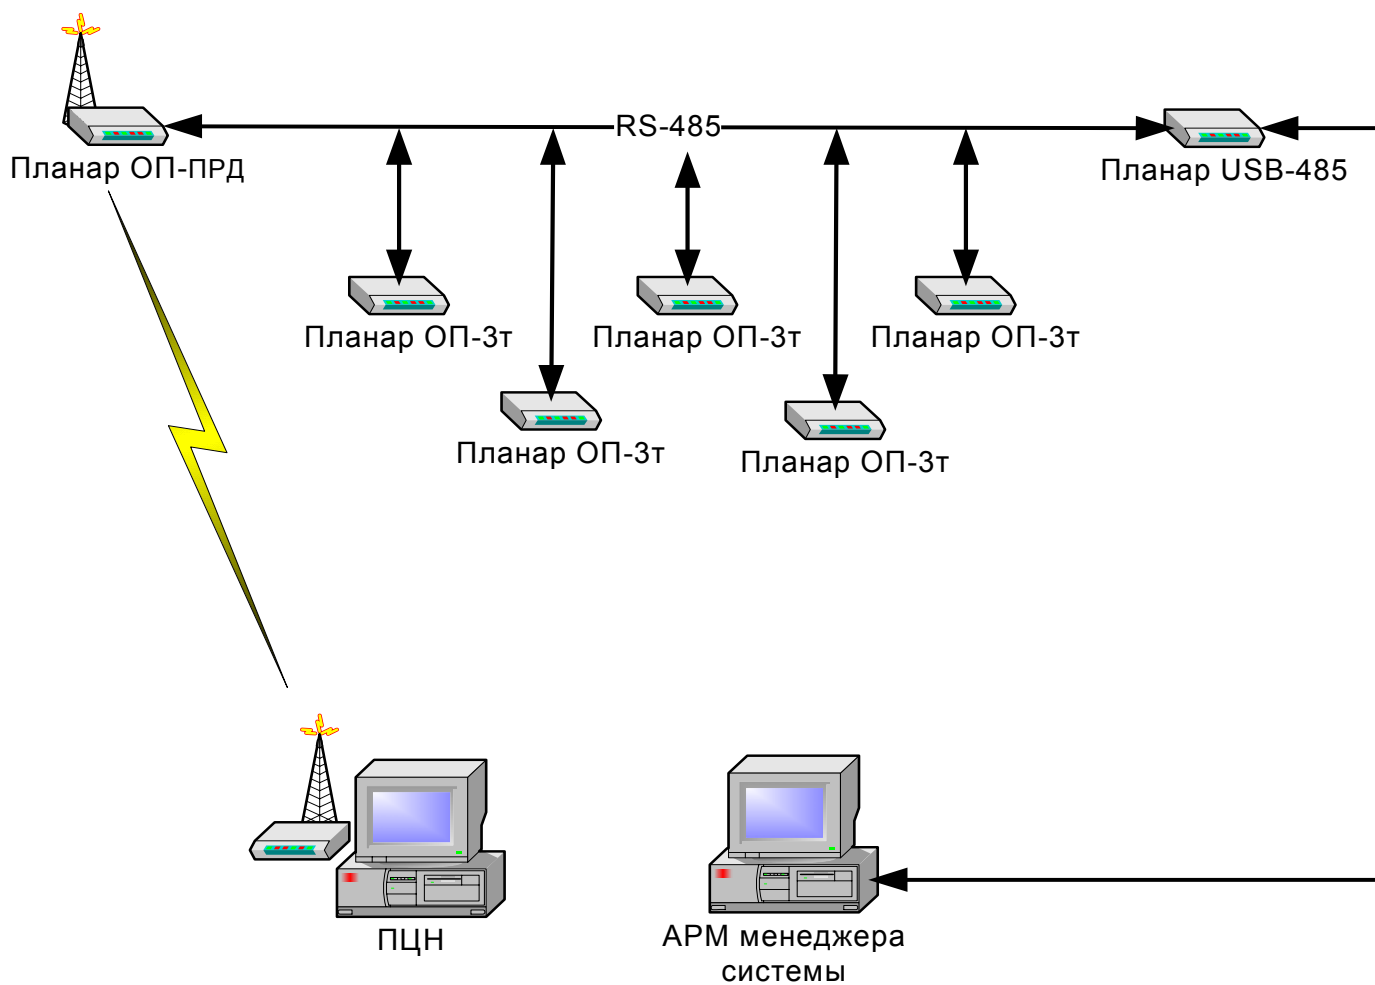 RS-485
Планар ОП-ПРД
Планар USB-485
Планар ОП-3т
Планар ОП-3т
Планар ОП-3т
Планар ОП-3т
Планар ОП-3т
ПЦН
АРМ менеджера
системы